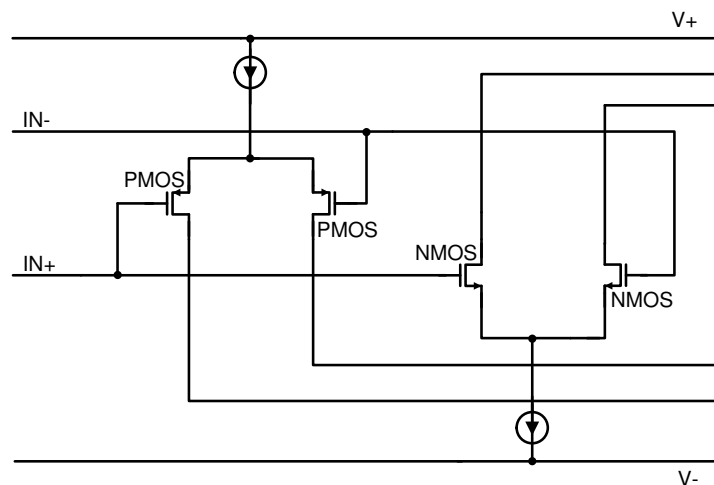 V+
IN-
PMOS
PMOS
NMOS
IN+
NMOS
V-